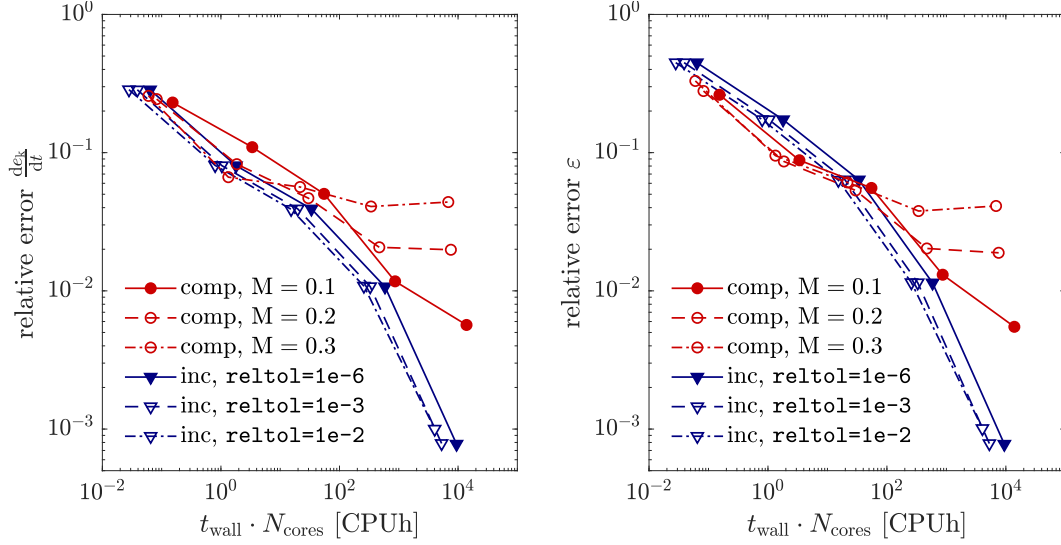 10^0
10^-1
10^-2
10^-3
relative error de_k/dt
comp, M = 0.1
comp, M = 0.2
comp, M = 0.3
inc, reltol=1e-6
inc, reltol=1e-3
inc, reltol=1e-2
10^-2 10^0 10^2 10^4
t_wall · N_cores [CPUh]
10^0
10^-1
10^-2
10^-3
relative error ε
comp, M = 0.1
comp, M = 0.2
comp, M = 0.3
inc, reltol=1e-6
inc, reltol=1e-3
inc, reltol=1e-2
10^-2 10^0 10^2 10^4
t_wall · N_cores [CPUh]